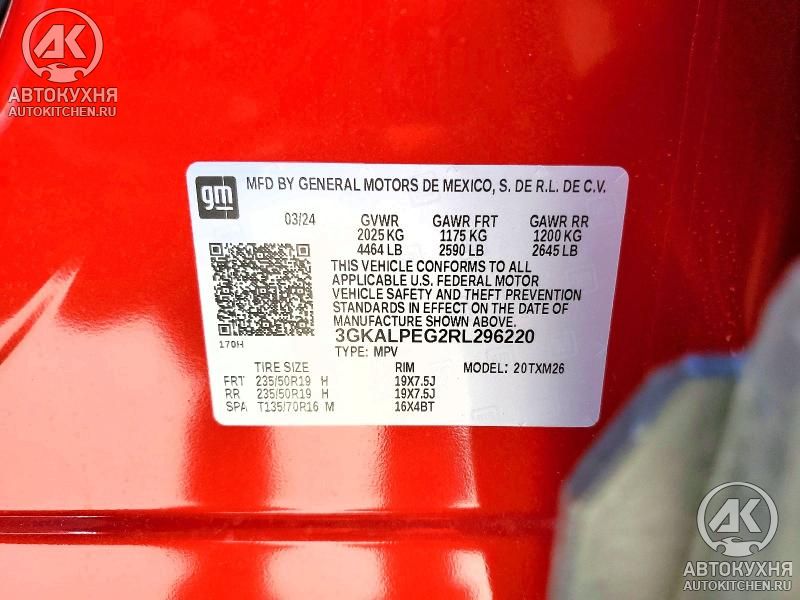 AK
АВТОКУХНЯ
AUTOKITCHEN.RU
gm
MFD BY GENERAL MOTORS DE MEXICO, S. DE R.L. DE C.V.
03/24 GVWR GAWR FRT GAWR RR
2025 KG 1175 KG 1200 KG
4464 LB 2590 LB 2645 LB
THIS VEHICLE CONFORMS TO ALL
APPLICABLE U.S. FEDERAL MOTOR
VEHICLE SAFETY AND THEFT PREVENTION
STANDARDS IN EFFECT ON THE DATE OF
MANUFACTURE SHOWN ABOVE.
170H
3GKALPEG2RL296220
TYPE: MPV
TIRE SIZE RIM MODEL: 20TXM26
FRT 235/50R19 H 19X7.5J
RR 235/50R19 H 19X7.5J
SPA T135/70R16 M 16X4BT
AK
АВТОКУХНЯ
AUTOKITCHEN.RU